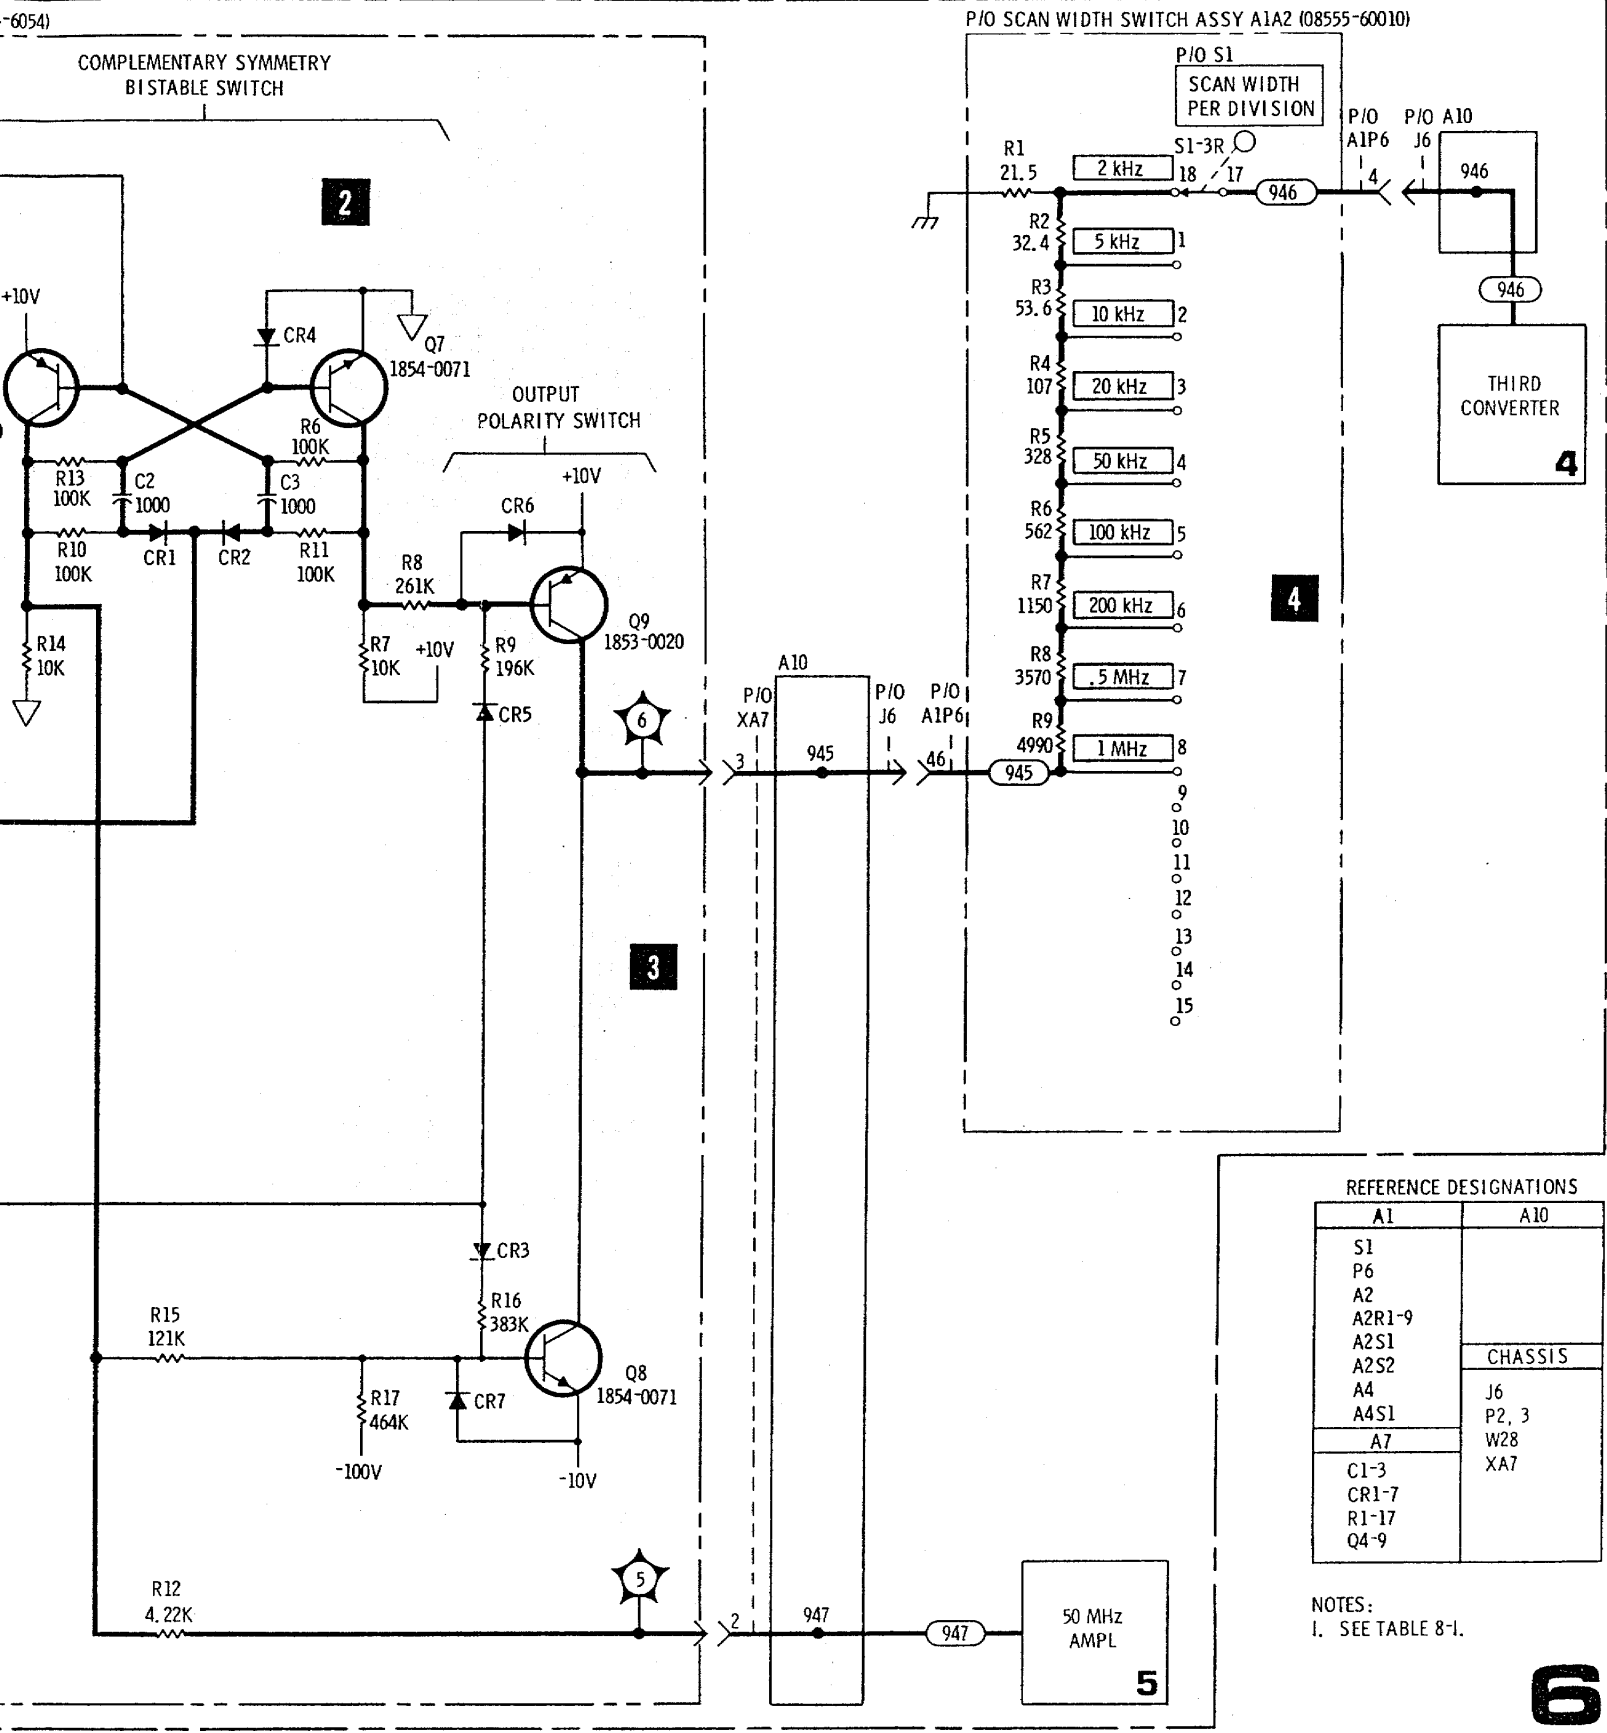 -6054)
COMPLEMENTARY SYMMETRY
BISTABLE SWITCH
2
+10V
CR4
Q7
1854-0071
R6
100K
R13
100K
C2
1000
C3
1000
R10
100K
CR1
CR2
R11
100K
R14
10K
OUTPUT
POLARITY SWITCH
+10V
CR6
R8
261K
Q9
1853-0020
R7
10K
+10V
R9
196K
CR5
6
3
CR3
R16
383K
R15
121K
R17
464K
-100V
CR7
Q8
1854-0071
-10V
R12
4.22K
5
P/O
XA7
3
A10
945
P/O
J6
P/O
A1P6
46
945
2
947
947
50 MHz
AMPL
5
P/O SCAN WIDTH SWITCH ASSY A1A2 (08555-60010)
P/O S1
SCAN WIDTH
PER DIVISION
S1-3R
R1
21.5
2 kHz
18
17
946
P/O
A1P6
4
P/O
J6
A10
946
946
THIRD
CONVERTER
4
R2
32.4
5 kHz
1
R3
53.6
10 kHz
2
R4
107
20 kHz
3
R5
328
50 kHz
4
R6
562
100 kHz
5
R7
1150
200 kHz
6
R8
3570
.5 MHz
7
R9
4990
1 MHz
8
9
10
11
12
13
14
15
4
REFERENCE DESIGNATIONS
A1
A10
S1
P6
A2
A2R1-9
A2S1
A2S2
A4
A4S1
A7
C1-3
CR1-7
R1-17
Q4-9
CHASSIS
J6
P2, 3
W28
XA7
NOTES:
1. SEE TABLE 8-1.
6